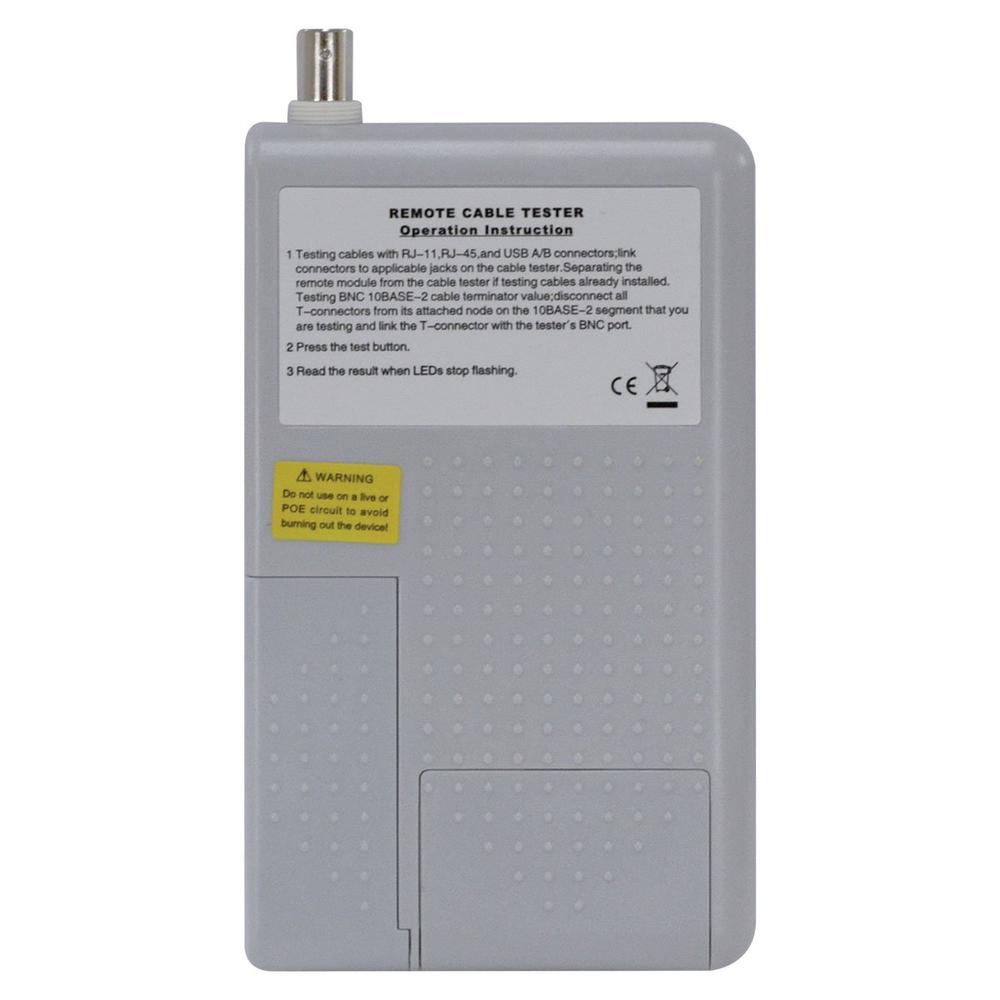 REMOTE CABLE TESTER
Operation Instruction
1 Testing cables with RJ-11,RJ-45,and USB A/B connectors;link
connectors to applicable jacks on the cable tester.Separating the
remote module from the cable tester if testing cables already installed.
Testing BNC 10BASE-2 cable terminator value;disconnect all
T-connectors from its attached node on the 10BASE-2 segment that you
are testing and link the T-connector with the tester's BNC port.
2 Press the test button.
3 Read the result when LEDs stop flashing.
CE
WARNING
Do not use on a live or
POE circuit to avoid
burning out the device!